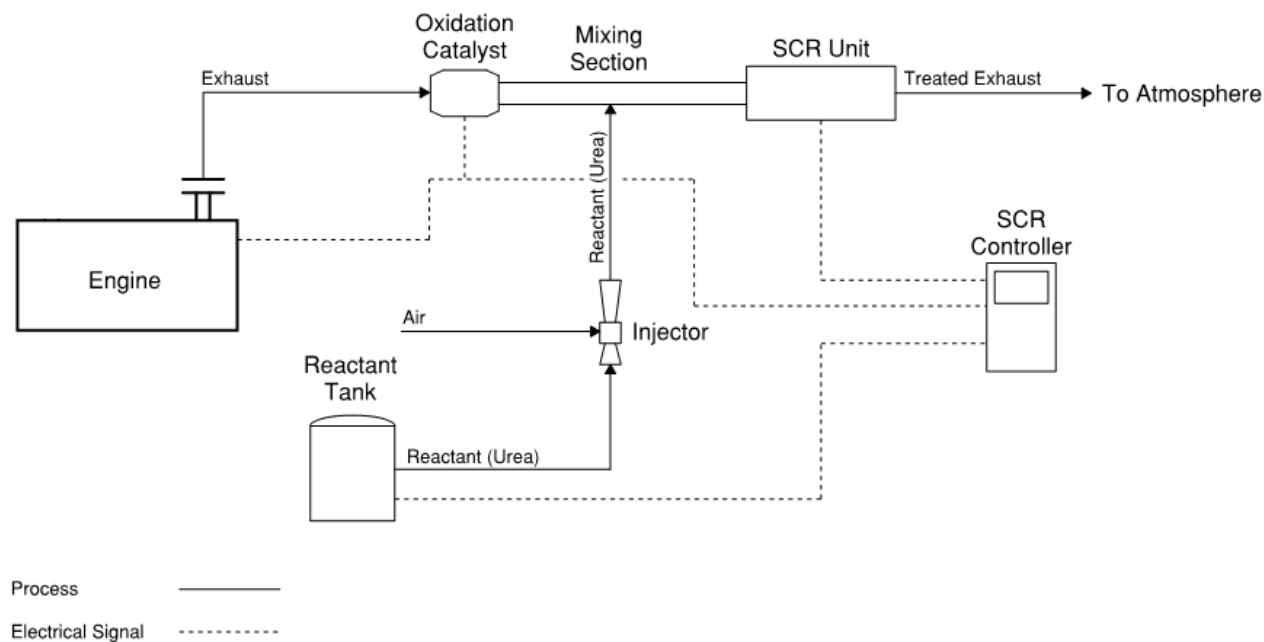 Oxidation
Catalyst
Mixing
Section
SCR Unit
Exhaust
Treated Exhaust
To Atmosphere
Reactant (Urea)
SCR
Controller
Engine
Air
Injector
Reactant
Tank
Reactant (Urea)
Process
Electrical Signal